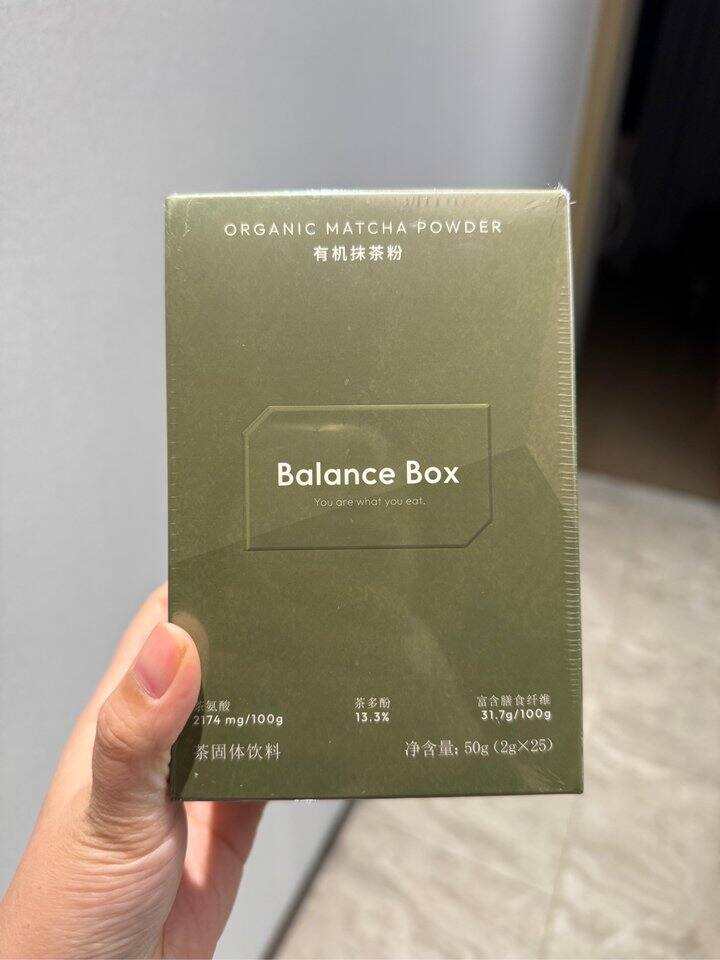 ORGANIC MATCHA POWDER
有机抹茶粉
Balance Box
You are what you eat.
茶氨酸 茶多酚 富含膳食纤维
2174 mg/100g 13.3% 31.7g/100g
茶固体饮料 净含量: 50g (2g×25)